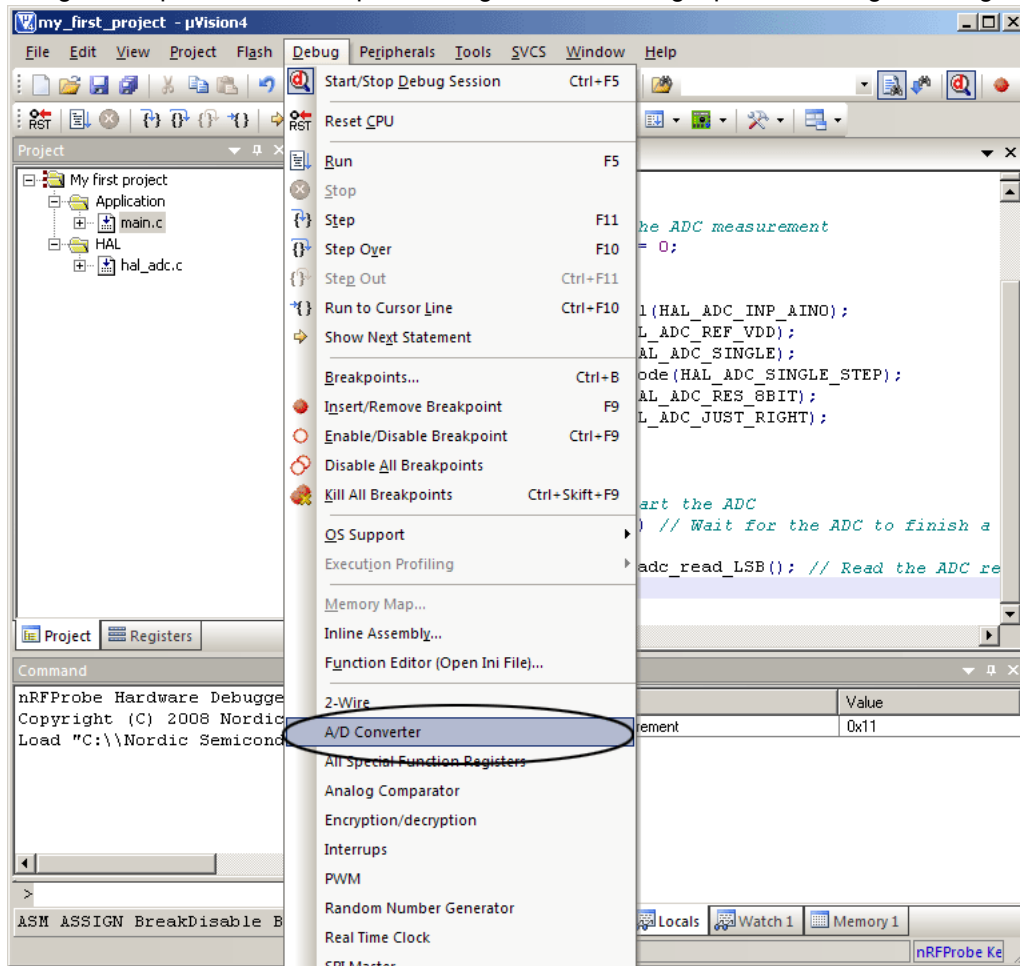 my_first_project - µVision4
File Edit View Project Flash Debug Peripherals Tools SVCS Window Help
Start/Stop Debug Session Ctrl+F5
RST
RST Reset CPU
Project
Run F5
My first project
Stop
Application
main.c
Step F11
he ADC measurement
HAL
Step Over F10
= 0;
hal_adc.c
Step Out Ctrl+F11
Run to Cursor Line Ctrl+F10
l(HAL_ADC_INP_AIN0);
Show Next Statement
L_ADC_REF_VDD);
AL_ADC_SINGLE);
Breakpoints... Ctrl+B
ode(HAL_ADC_SINGLE_STEP);
AL_ADC_RES_8BIT);
Insert/Remove Breakpoint F9
L_ADC_JUST_RIGHT);
Enable/Disable Breakpoint Ctrl+F9
Disable All Breakpoints
Kill All Breakpoints Ctrl+Skift+F9
art the ADC
) // Wait for the ADC to finish a
OS Support
Execution Profiling
adc_read_LSB(); // Read the ADC re
Memory Map...
Inline Assembly...
Project Registers
Function Editor (Open Ini File)...
Command
nRFProbe Hardware Debugge
2-Wire
Value
Copyright (C) 2008 Nordic
A/D Converter
rement 0x11
Load "C:\\Nordic Semicond
All Special Function Registers
Analog Comparator
Encryption/decryption
Interrups
PWM
>
Random Number Generator
ASM ASSIGN BreakDisable B
Locals Watch 1 Memory 1
Real Time Clock
nRFProbe Ke
SPI Master